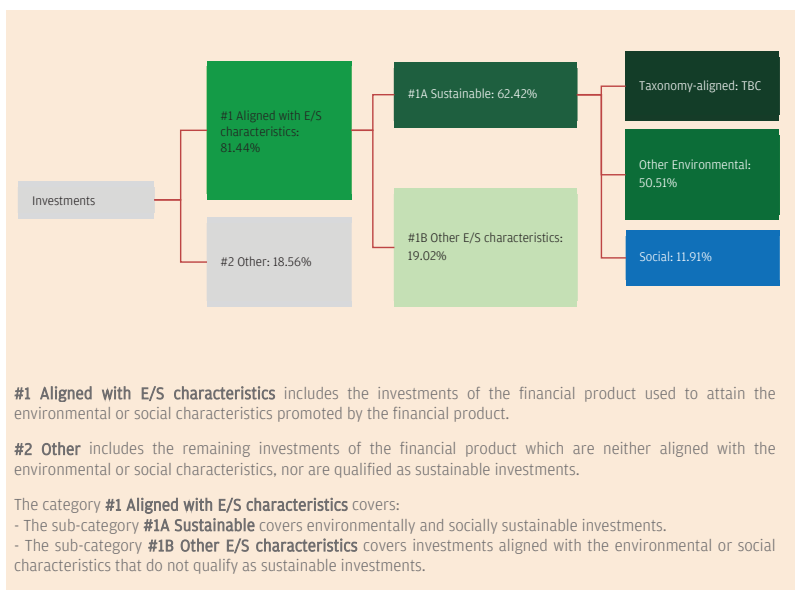 Investments
#1 Aligned with E/S
characteristics:
81.44%
#2 Other: 18.56%
#1A Sustainable: 62.42%
#1B Other E/S characteristics:
19.02%
Taxonomy-aligned: TBC
Other Environmental:
50.51%
Social: 11.91%
#1 Aligned with E/S characteristics includes the investments of the financial product used to attain the
environmental or social characteristics promoted by the financial product.
#2 Other includes the remaining investments of the financial product which are neither aligned with the
environmental or social characteristics, nor are qualified as sustainable investments.
The category #1 Aligned with E/S characteristics covers:
- The sub-category #1A Sustainable covers environmentally and socially sustainable investments.
- The sub-category #1B Other E/S characteristics covers investments aligned with the environmental or social
characteristics that do not qualify as sustainable investments.